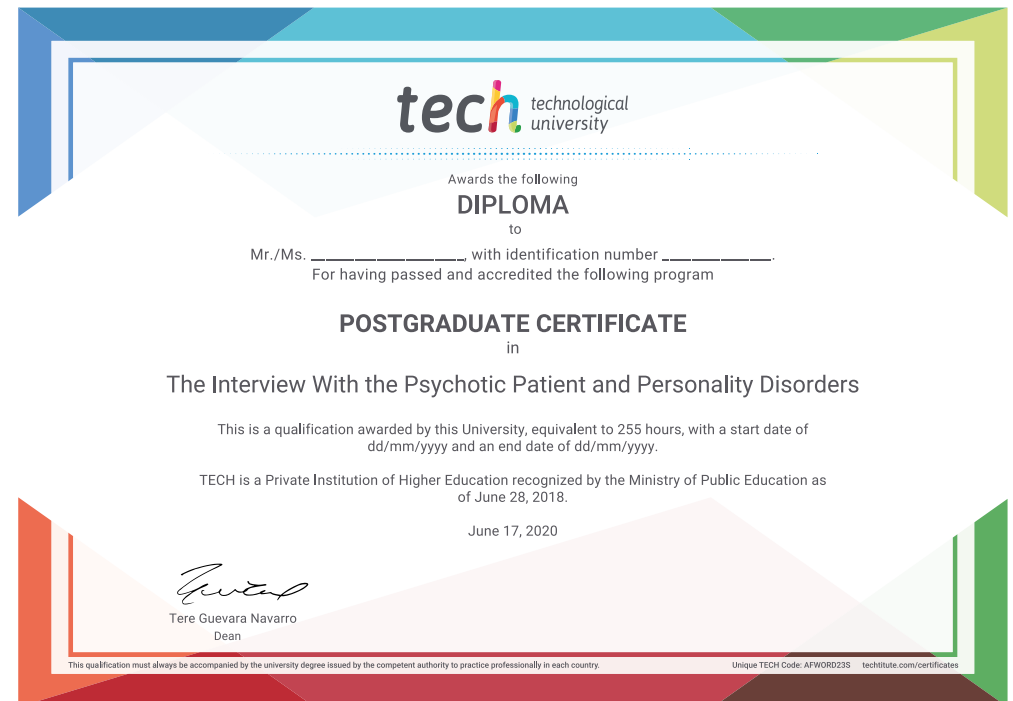 tech technological
university
Awards the following
DIPLOMA
to
Mr./Ms. ____________________, with identification number ______________.
For having passed and accredited the following program
POSTGRADUATE CERTIFICATE
in
The Interview With the Psychotic Patient and Personality Disorders
This is a qualification awarded by this University, equivalent to 255 hours, with a start date of
dd/mm/yyyy and an end date of dd/mm/yyyy.
TECH is a Private Institution of Higher Education recognized by the Ministry of Public Education as
of June 28, 2018.
June 17, 2020
Tere Guevara Navarro
Dean
This qualification must always be accompanied by the university degree issued by the competent authority to practice professionally in each country. Unique TECH Code: AFWORD23S techtitute.com/certificates